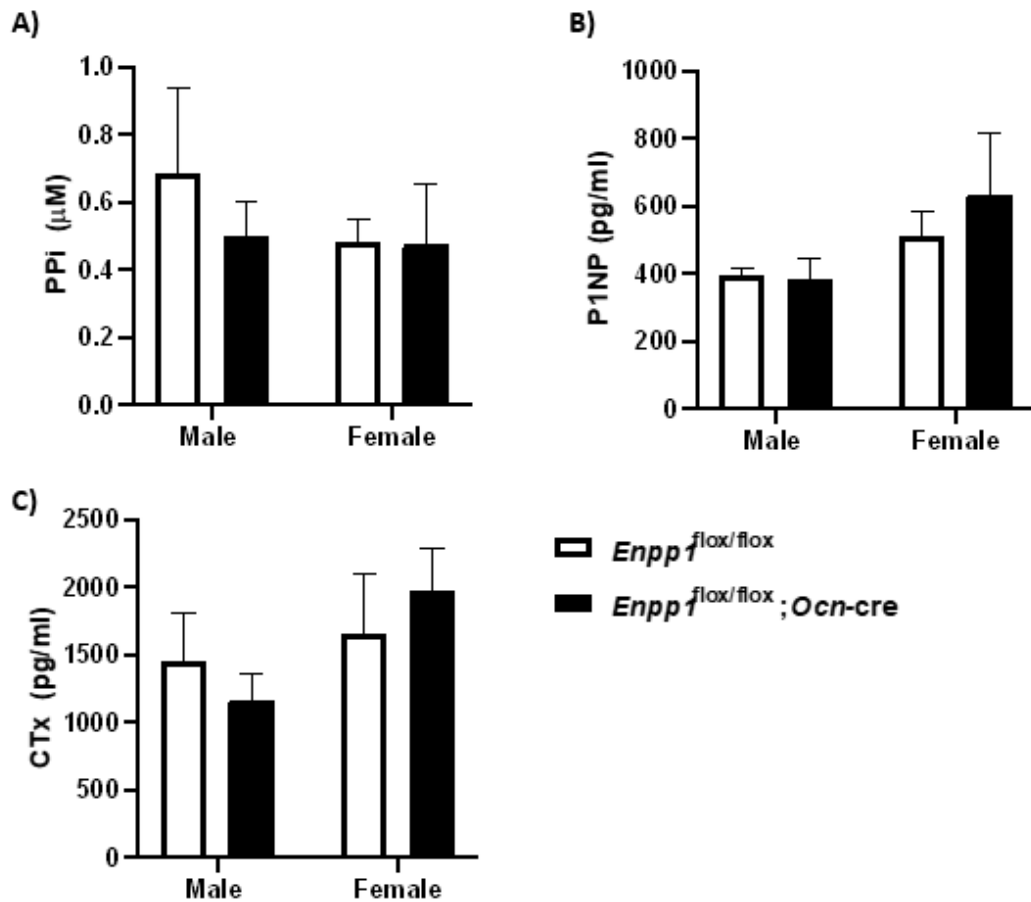 A)
PPi (μM)
1.0
0.8
0.6
0.4
0.2
0.0
Male Female
B)
P1NP (pg/ml)
1000
800
600
400
200
0
Male Female
C)
CTx (pg/ml)
2500
2000
1500
1000
500
0
Male Female
Enpp1flox/flox
Enpp1flox/flox ;Ocn-cre